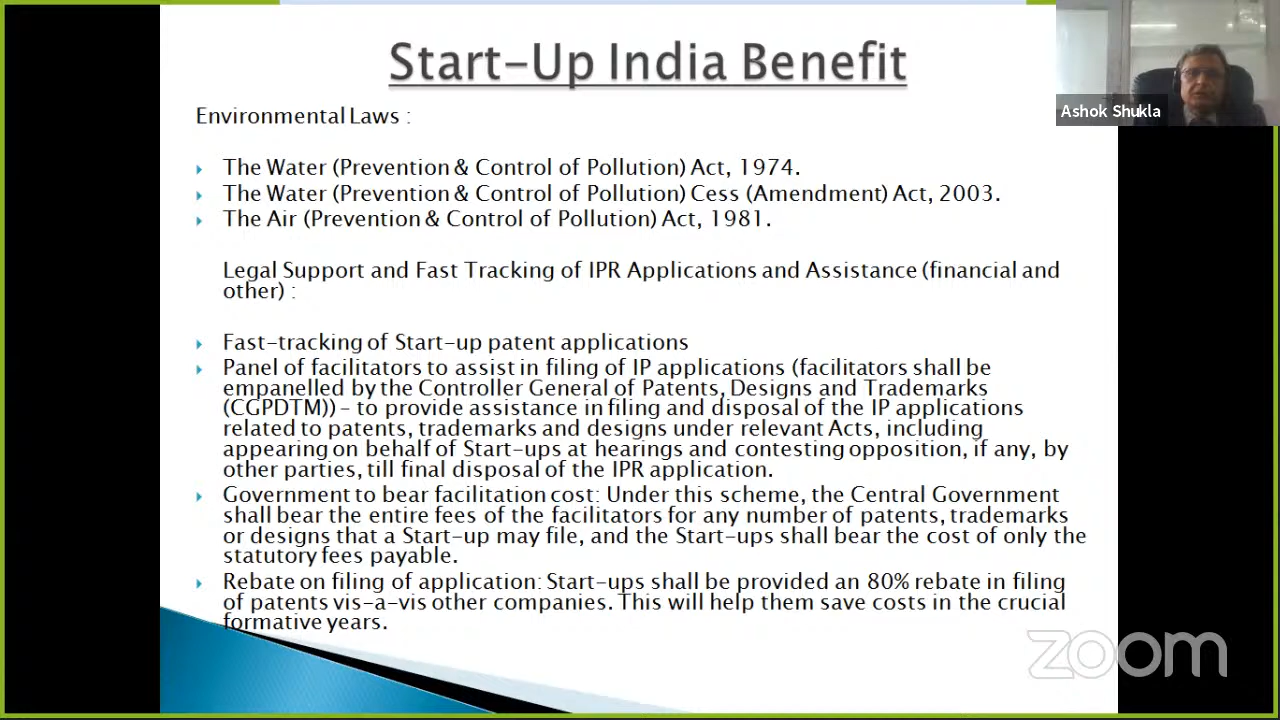 Start-Up India Benefit
Ashok Shukla
Environmental Laws :
The Water (Prevention & Control of Pollution) Act, 1974.
The Water (Prevention & Control of Pollution) Cess (Amendment) Act, 2003.
The Air (Prevention & Control of Pollution) Act, 1981.
Legal Support and Fast Tracking of IPR Applications and Assistance (financial and
other) :
Fast-tracking of Start-up patent applications
Panel of facilitators to assist in filing of IP applications (facilitators shall be
empanelled by the Controller General of Patents, Designs and Trademarks
(CGPDTM)) – to provide assistance in filing and disposal of the IP applications
related to patents, trademarks and designs under relevant Acts, including
appearing on behalf of Start-ups at hearings and contesting opposition, if any, by
other parties, till final disposal of the IPR application.
Government to bear facilitation cost: Under this scheme, the Central Government
shall bear the entire fees of the facilitators for any number of patents, trademarks
or designs that a Start-up may file, and the Start-ups shall bear the cost of only the
statutory fees payable.
Rebate on filing of application: Start-ups shall be provided an 80% rebate in filing
of patents vis-a-vis other companies. This will help them save costs in the crucial
formative years.
zoom